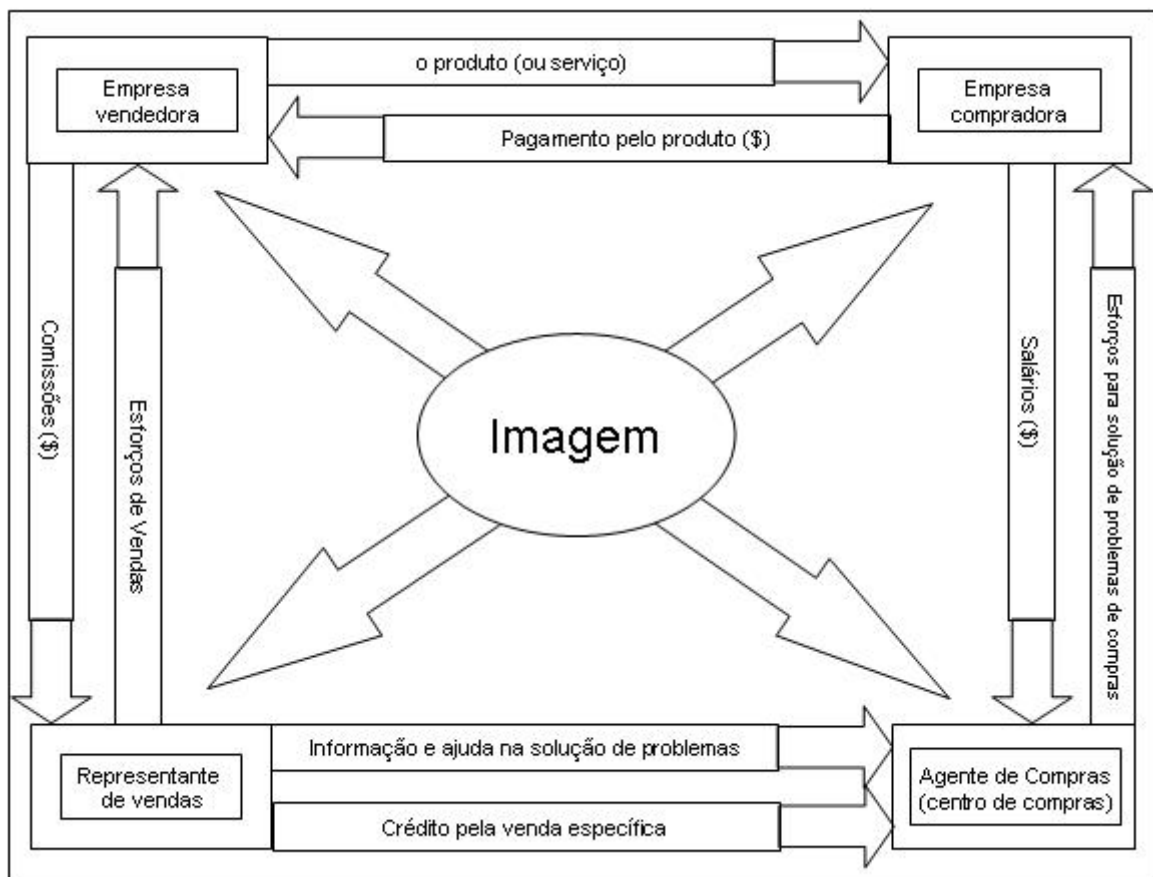 Empresa
vendedora
o produto (ou serviço)
Empresa
compradora
Pagamento pelo produto ($)
Comissões ($)
Esforços de Vendas
Imagem
Salários ($)
Esforços para solução de problemas de compras
Representante
de vendas
Informação e ajuda na solução de problemas
Crédito pela venda específica
Agente de Compras
(centro de compras)